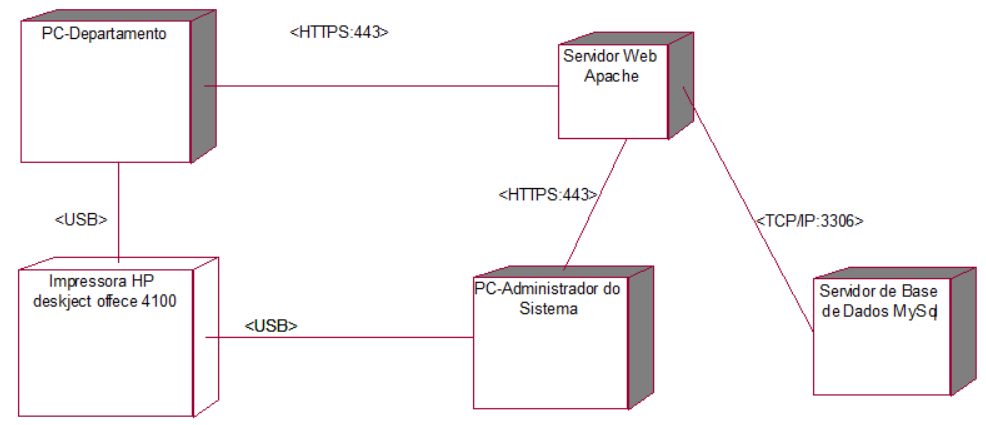 PC-Departamento
<HTTPS:443>
Servidor Web
Apache
<HTTPS:443>
<USB>
<TCP/IP:3306>
Impressora HP
deskject offece 4100
PC-Administrador do
Sistema
Servidor de Base
de Dados MySq
<USB>